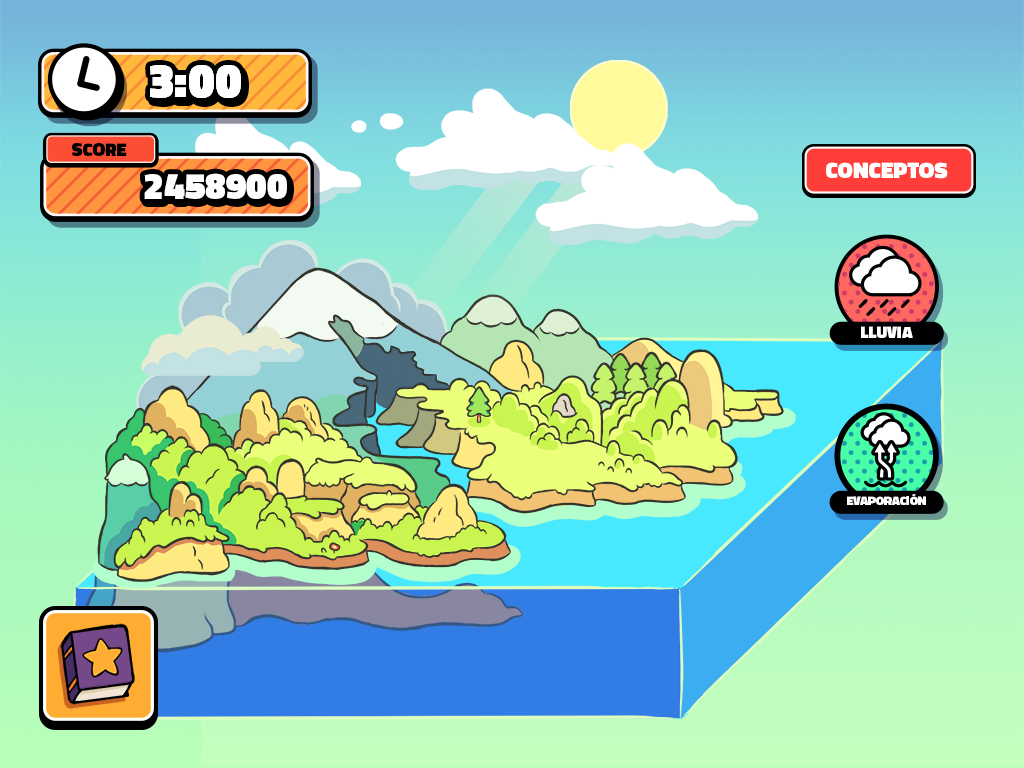 3:00
SCORE
2458900
CONCEPTOS
LLUVIA
EVAPORACIÓN